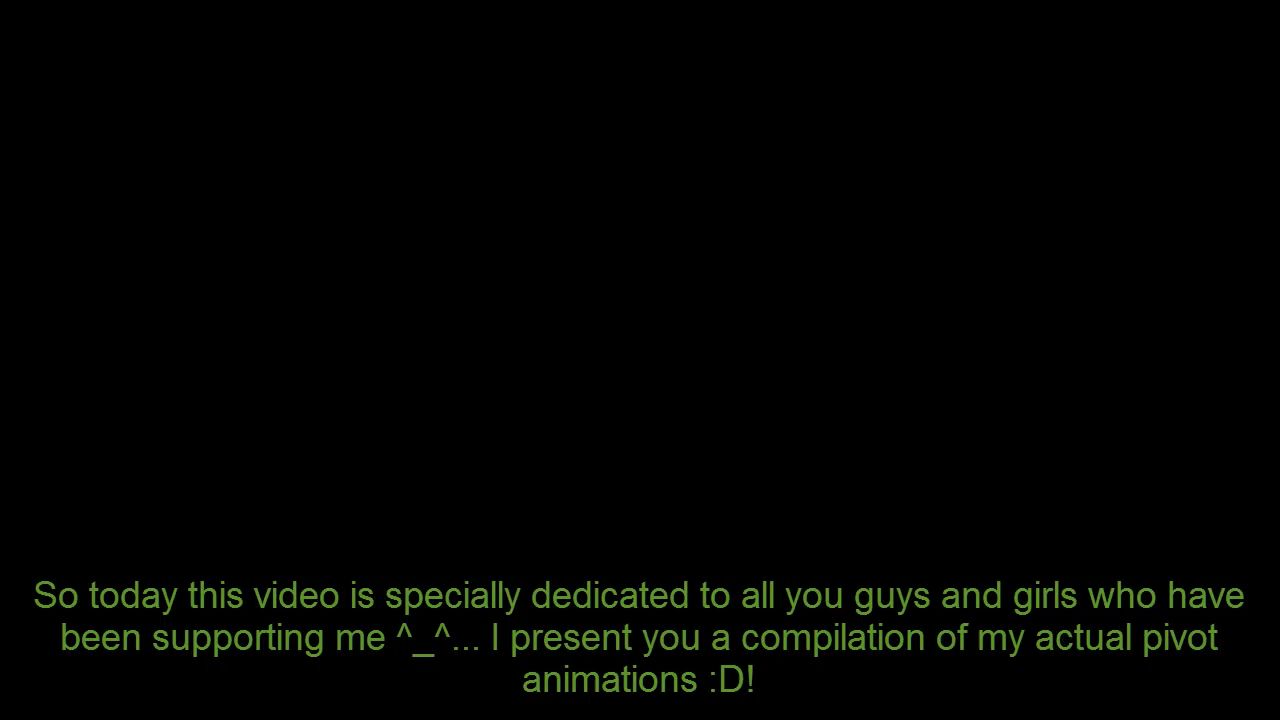 So today this video is specially dedicated to all you guys and girls who have
been supporting me ^_^... I present you a compilation of my actual pivot
animations :D!